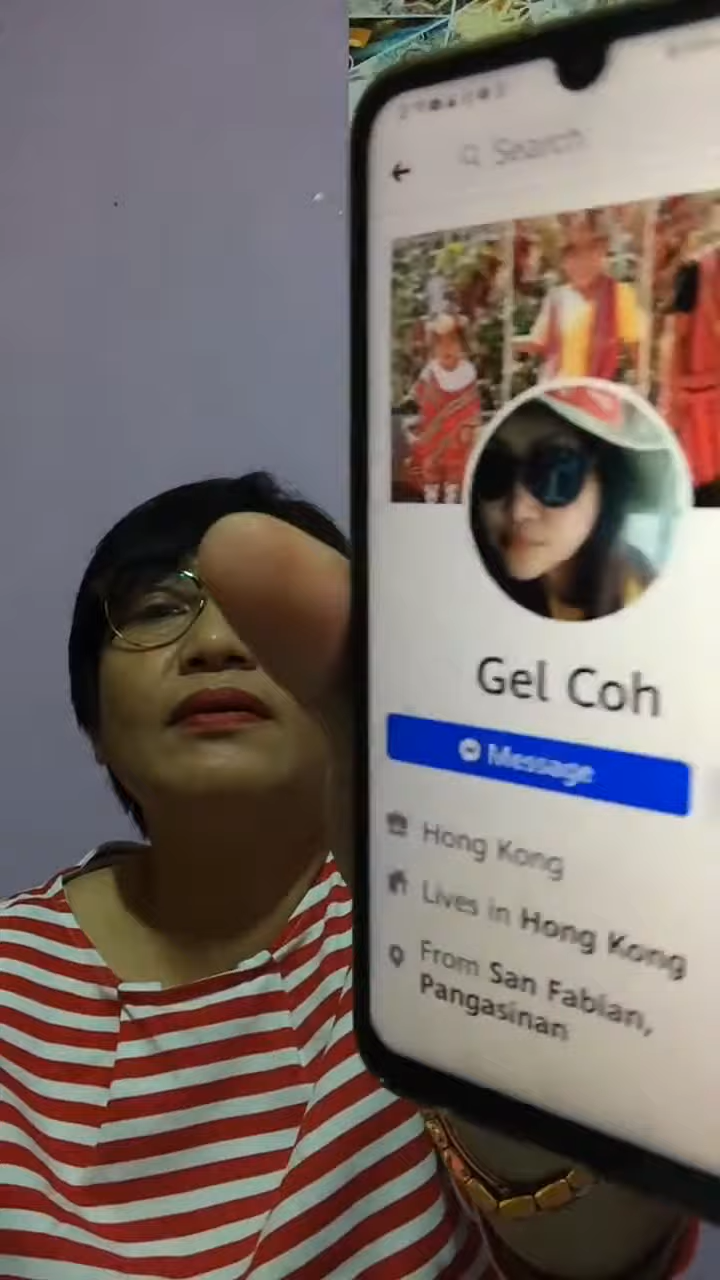 Search
Gel Coh
Message
Hong Kong
Lives in Hong Kong
From San Fabian,
Pangasinan